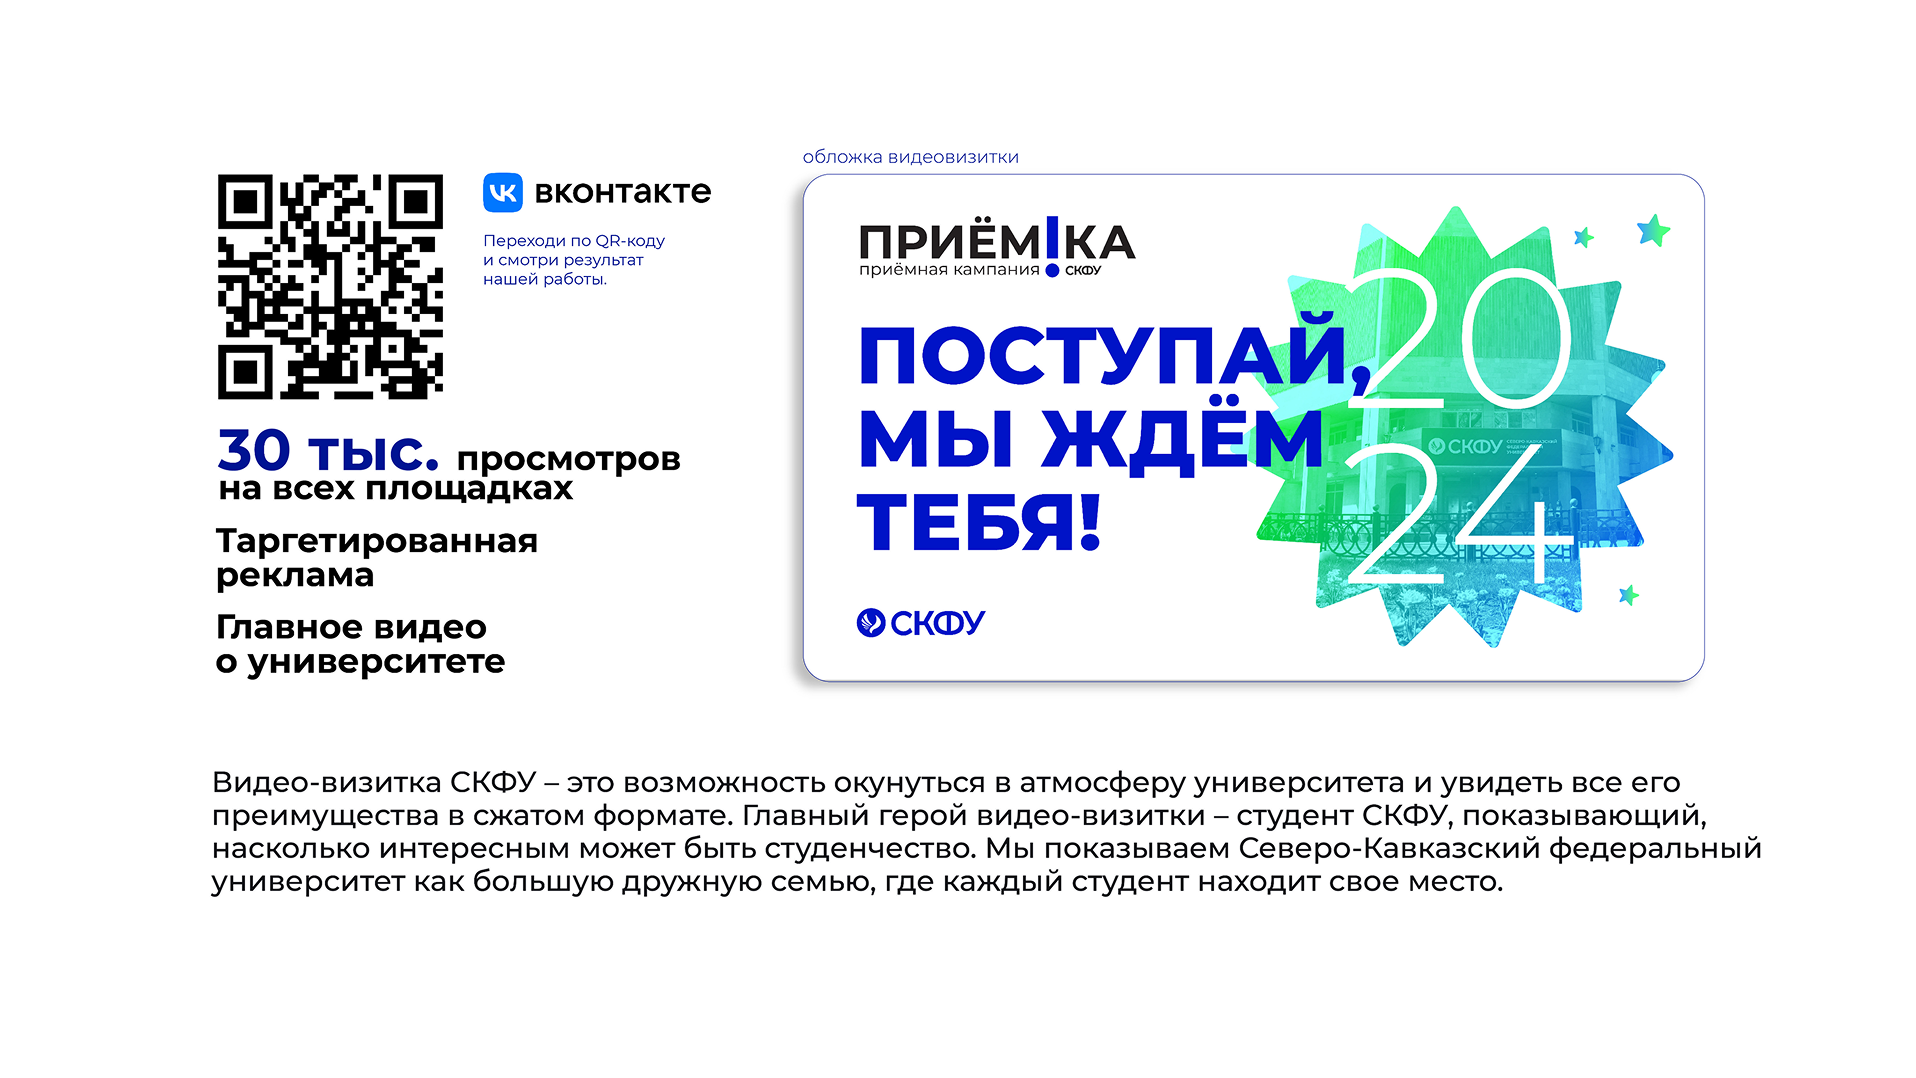 вконтакте
Переходи по QR-коду
и смотри результат
нашей работы.
30 тыс. просмотров
на всех площадках
Таргетированная
реклама
Главное видео
о университете
обложка видеовизитки
ПРИЁМ!КА
приёмная кампания СКФУ
ПОСТУПАЙ,
МЫ ЖДЁМ
ТЕБЯ!
СКФУ
20
24
СКФУ
Видео-визитка СКФУ – это возможность окунуться в атмосферу университета и увидеть все его
преимущества в сжатом формате. Главный герой видео-визитки – студент СКФУ, показывающий,
насколько интересным может быть студенчество. Мы показываем Северо-Кавказский федеральный
университет как большую дружную семью, где каждый студент находит свое место.